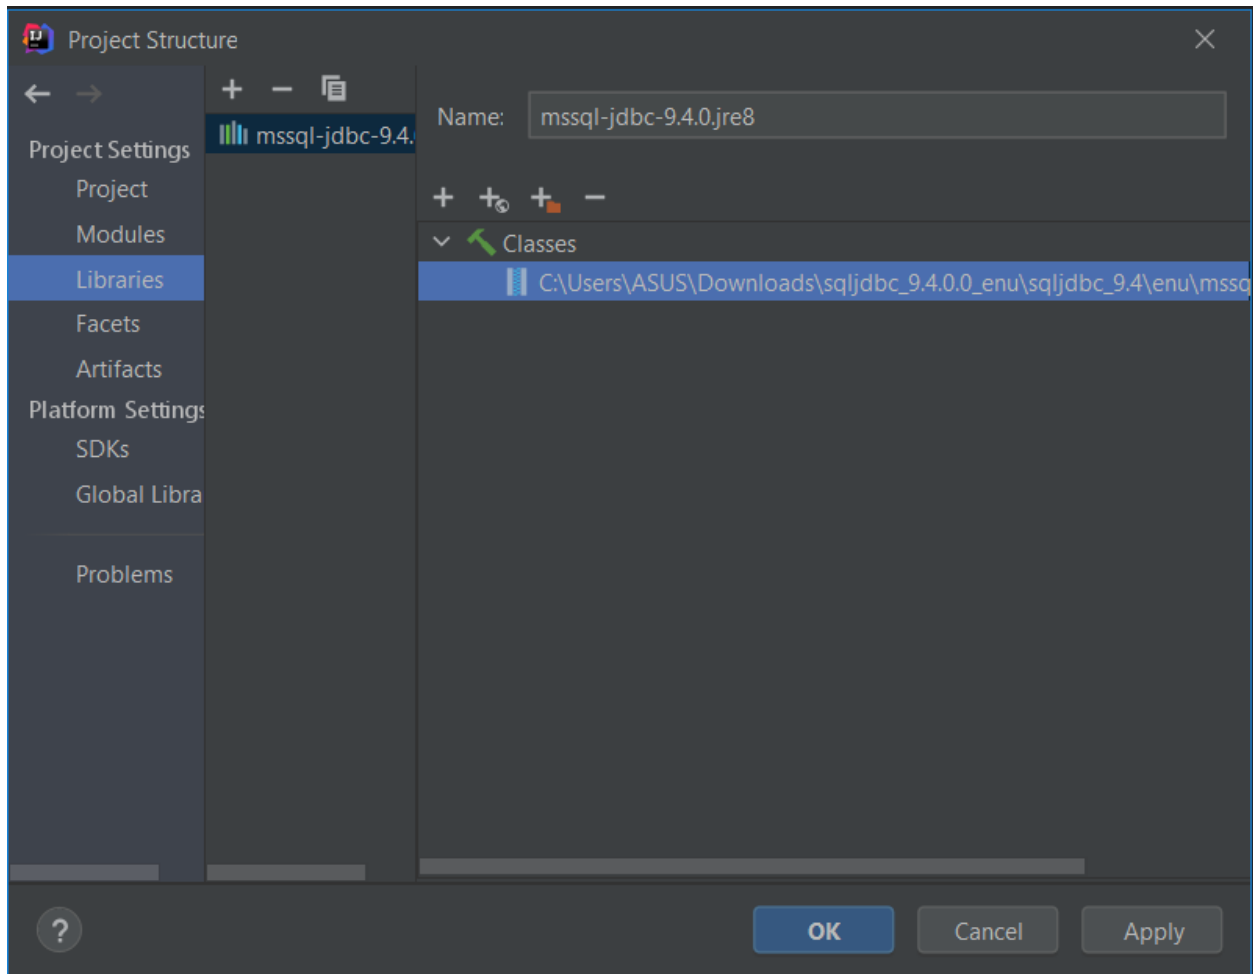 Project Structure
Project Settings
Project
Modules
Libraries
Facets
Artifacts
Platform Settings
SDKs
Global Libra
Problems
mssql-jdbc-9.4.
Name: mssql-jdbc-9.4.0.jre8
Classes
C:\Users\ASUS\Downloads\sqljdbc_9.4.0.0_enu\sqljdbc_9.4\enu\mssq
?
OK Cancel Apply